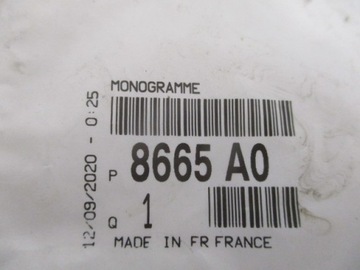 MONOGRAMME
P 8665 A0
Q 1
MADE IN FR FRANCE
12/09/2020 - 0:25